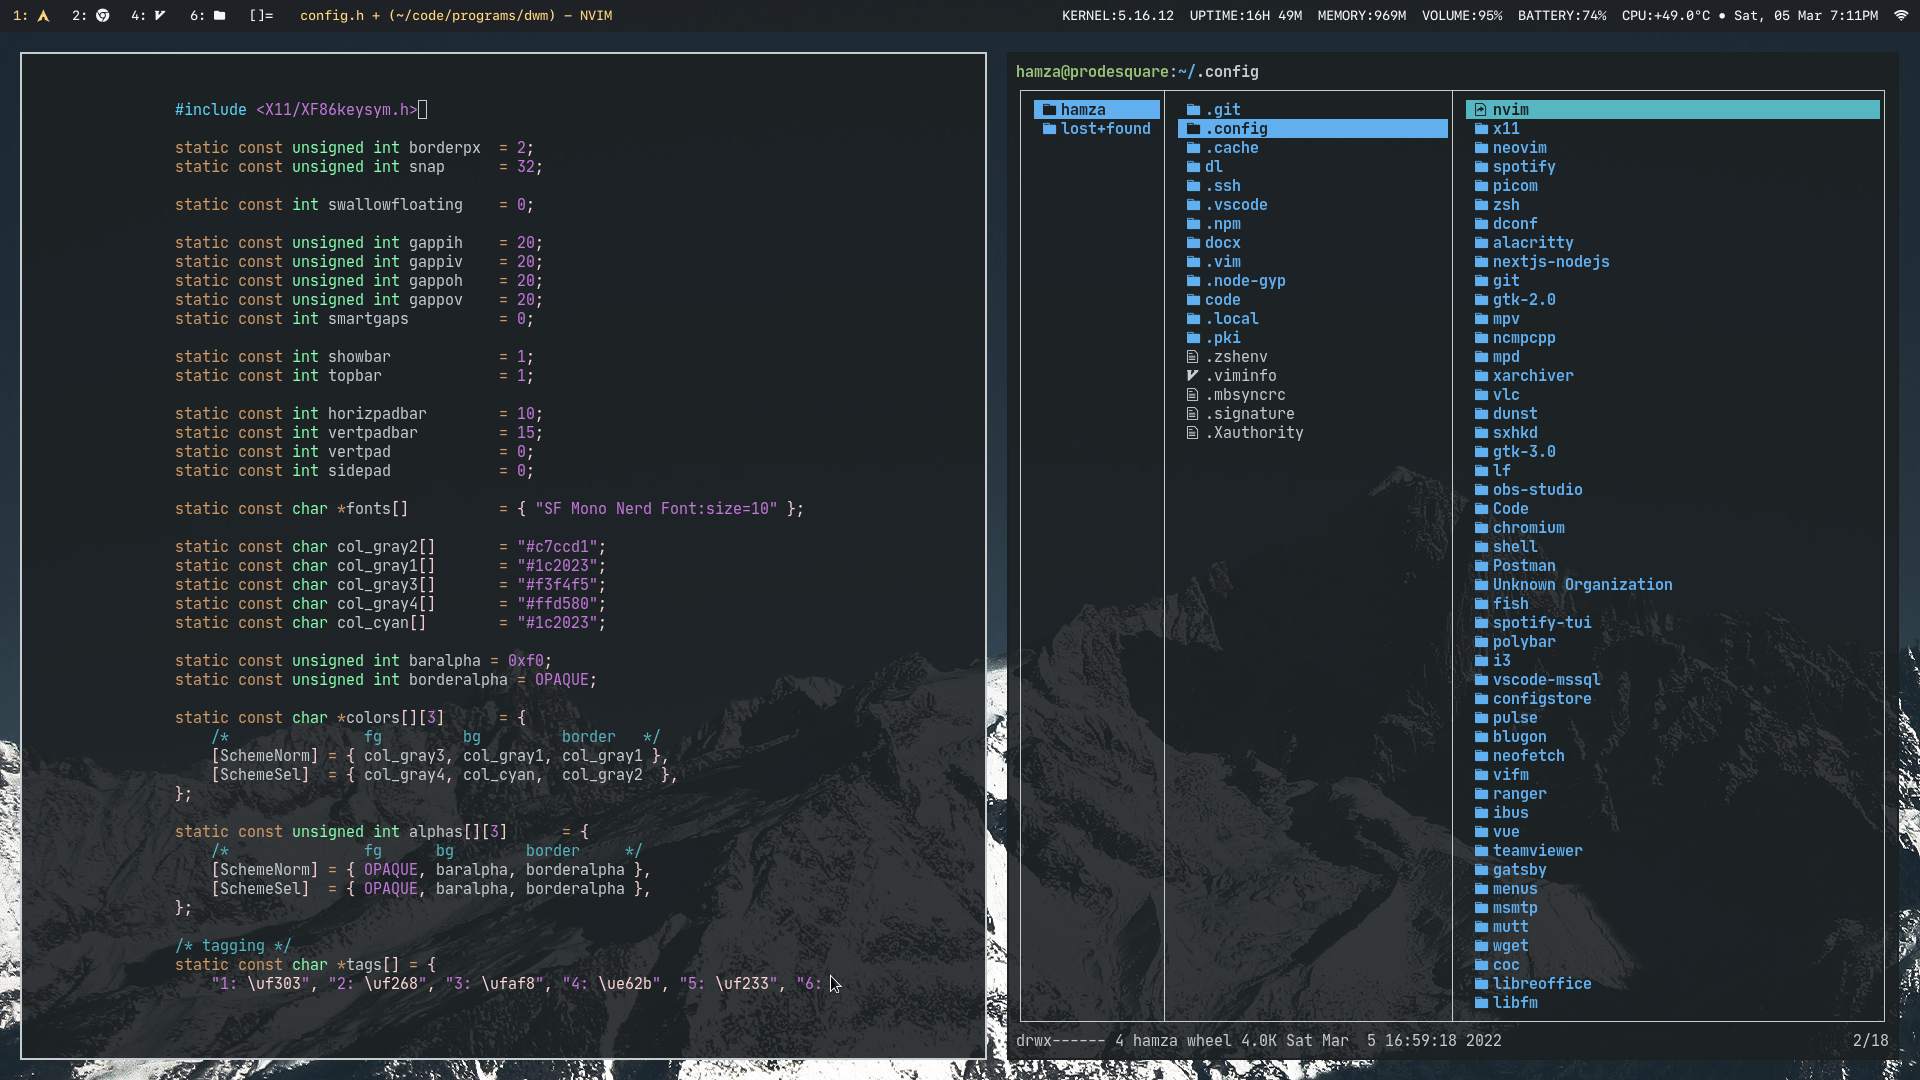 1: 2: 4: 6: []= config.h + (~/code/programs/dwm) – NVIM KERNEL:5.16.12 UPTIME:16H 49M MEMORY:969M VOLUME:95% BATTERY:74% CPU:+49.0°C • Sat, 05 Mar 7:11PM
#include <X11/XF86keysym.h>
static const unsigned int borderpx = 2;
static const unsigned int snap = 32;
static const int swallowfloating = 0;
static const unsigned int gappih = 20;
static const unsigned int gappiv = 20;
static const unsigned int gappoh = 20;
static const unsigned int gappov = 20;
static const int smartgaps = 0;
static const int showbar = 1;
static const int topbar = 1;
static const int horizpadbar = 10;
static const int vertpadbar = 15;
static const int vertpad = 0;
static const int sidepad = 0;
static const char *fonts[] = { "SF Mono Nerd Font:size=10" };
static const char col_gray2[] = "#c7ccd1";
static const char col_gray1[] = "#1c2023";
static const char col_gray3[] = "#f3f4f5";
static const char col_gray4[] = "#ffd580";
static const char col_cyan[] = "#1c2023";
static const unsigned int baralpha = 0xf0;
static const unsigned int borderalpha = OPAQUE;
static const char *colors[][3] = {
/* fg bg border */
[SchemeNorm] = { col_gray3, col_gray1, col_gray1 },
[SchemeSel] = { col_gray4, col_cyan, col_gray2 },
};
static const unsigned int alphas[][3] = {
/* fg bg border */
[SchemeNorm] = { OPAQUE, baralpha, borderalpha },
[SchemeSel] = { OPAQUE, baralpha, borderalpha },
};
/* tagging */
static const char *tags[] = {
"1: \uf303", "2: \uf268", "3: \ufaf8", "4: \ue62b", "5: \uf233", "6:
hamza@prodesquare:~/.config
hamza
lost+found
.git
.config
.cache
dl
.ssh
.vscode
.npm
docx
.vim
.node-gyp
code
.local
.pki
.zshenv
.viminfo
.mbsyncrc
.signature
.Xauthority
nvim
x11
neovim
spotify
picom
zsh
dconf
alacritty
nextjs-nodejs
git
gtk-2.0
mpv
ncmpcpp
mpd
xarchiver
vlc
dunst
sxhkd
gtk-3.0
lf
obs-studio
Code
chromium
shell
Postman
Unknown Organization
fish
spotify-tui
polybar
i3
vscode-mssql
configstore
pulse
blugon
neofetch
vifm
ranger
ibus
vue
teamviewer
gatsby
menus
msmtp
mutt
wget
coc
libreoffice
libfm
drwx------ 4 hamza wheel 4.0K Sat Mar 5 16:59:18 2022 2/18